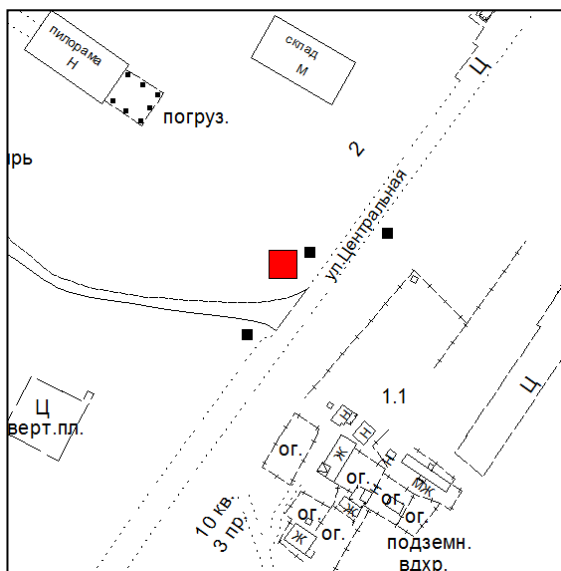 пилорама
Н
склад
М
Ц
погруз.
2
ирь
ул.Центральная
Ц
1.1
Ц
верт.пл.
Н
Н
Н
ог.
Ж
М
МЖ
ог.
ог.
ог.
ог.
Ж
ог.
Ж
10 кв.
3 пр.
подземн.
вдхр.